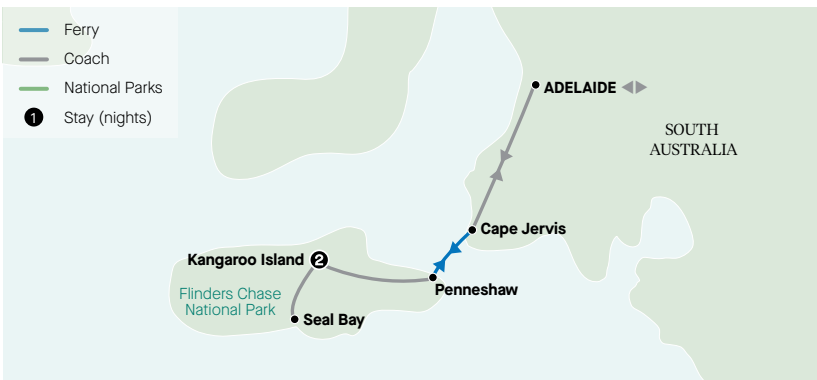 Ferry
Coach
National Parks
1 Stay (nights)
ADELAIDE
SOUTH
AUSTRALIA
Cape Jervis
Kangaroo Island 2
Penneshaw
Flinders Chase
National Park
Seal Bay